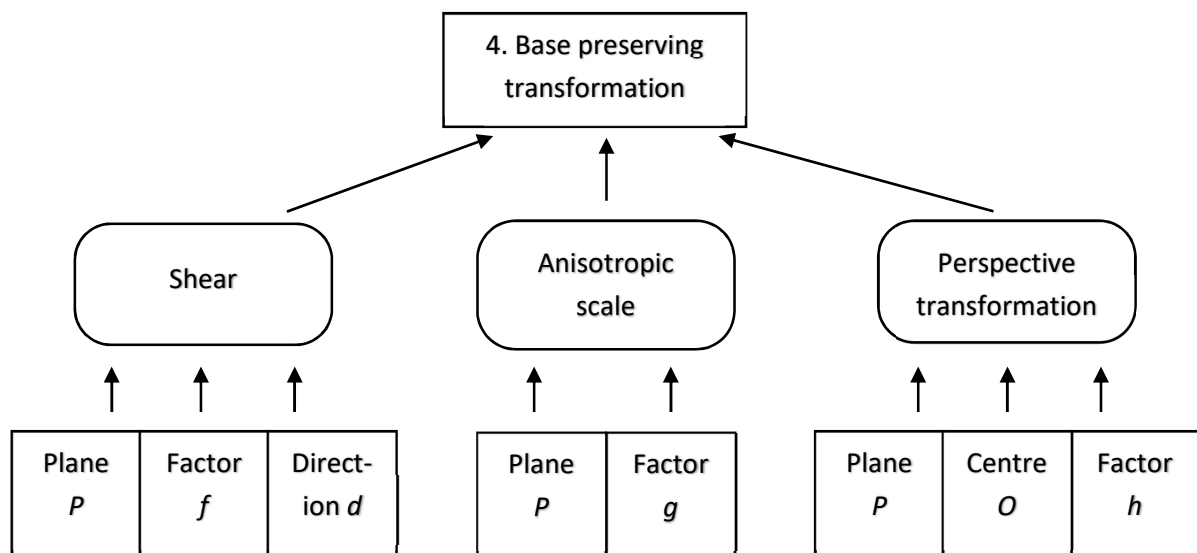 4. Base preserving
transformation
Shear
Anisotropic
scale
Perspective
transformation
Plane
P
Factor
f
Direct-
ion d
Plane
P
Factor
g
Plane
P
Centre
O
Factor
h